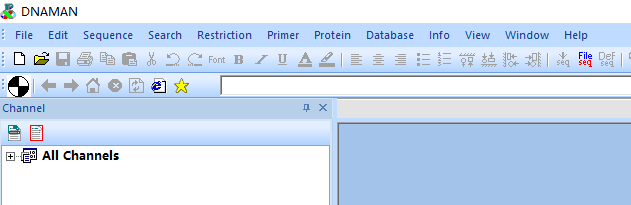 DNAMAN
File Edit Sequence Search Restriction Primer Protein Database Info View Window Help
Font B I U seq File seq Def seq
Channel
All Channels